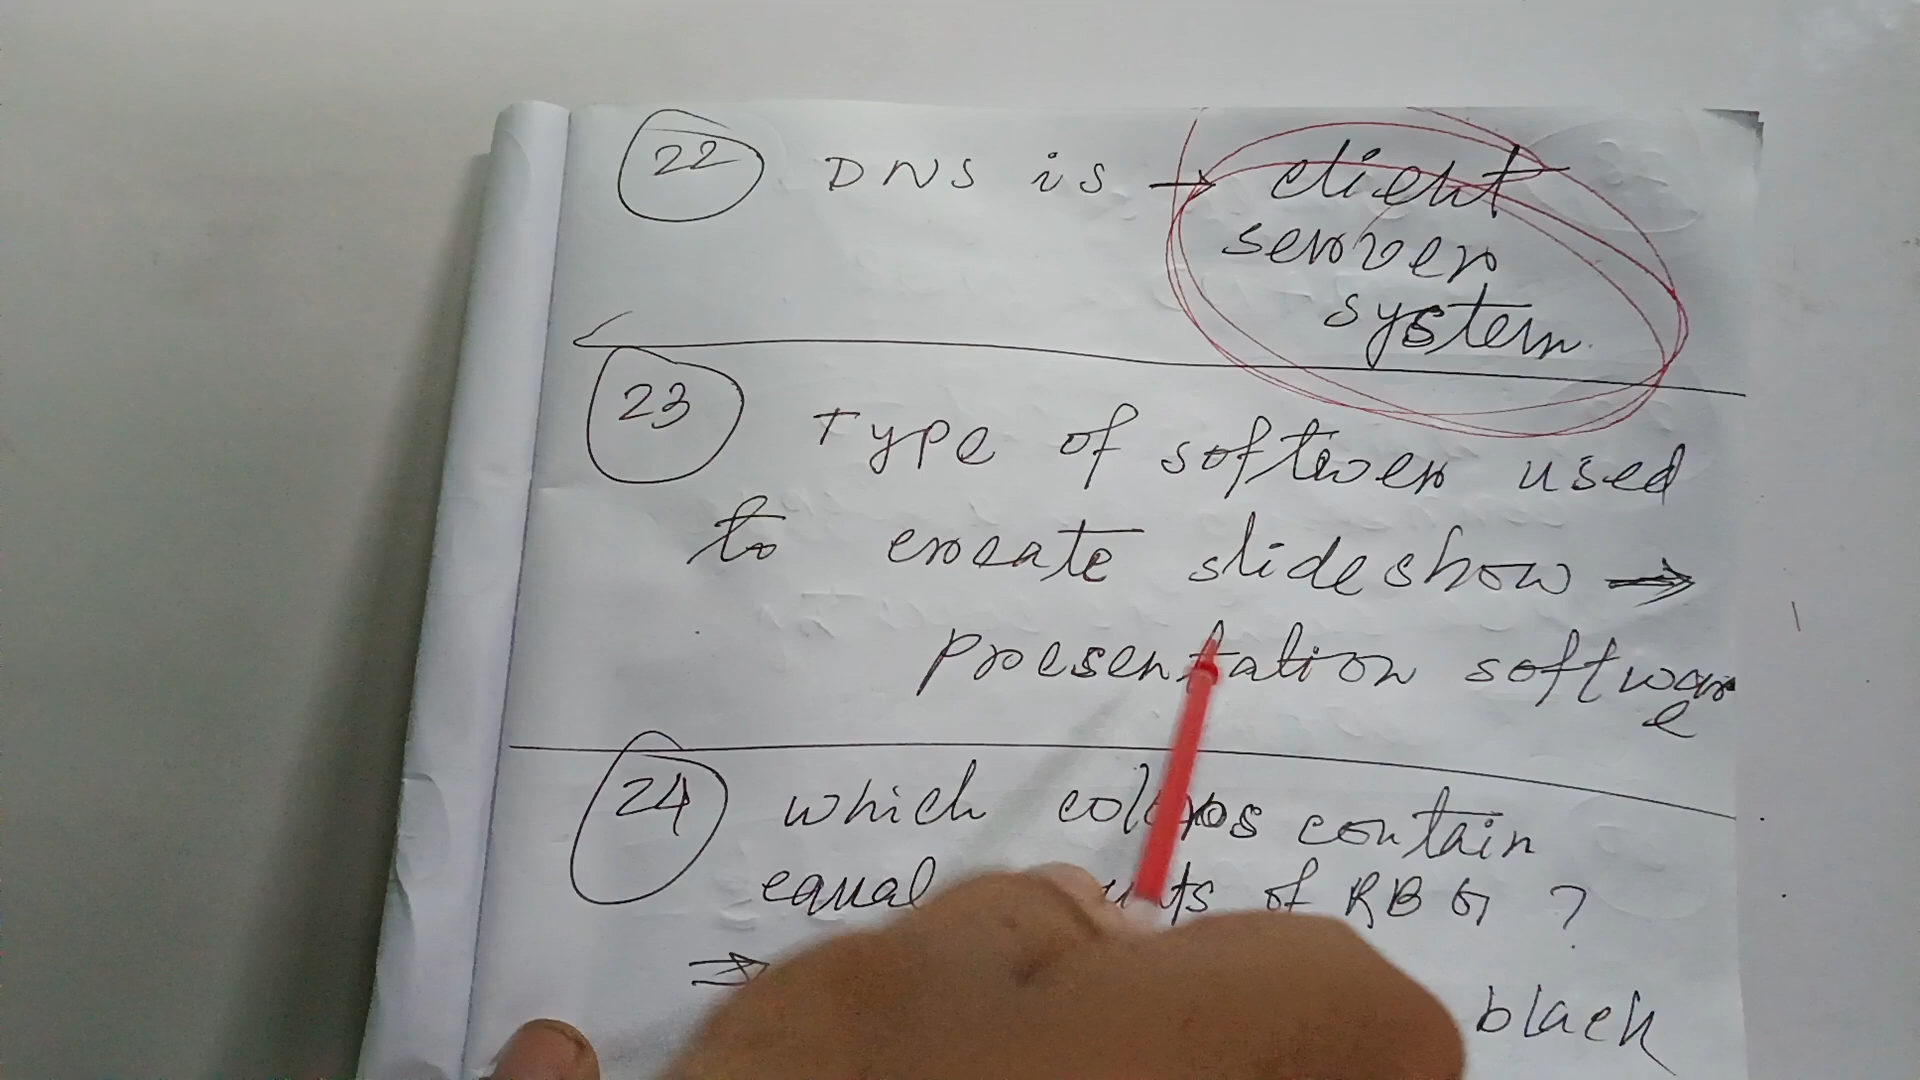 22 DNS is → client
server
system.
23 Type of softwer used
to create slideshow ⇒
presentation software
24 which colors contain
equal of RBG ?
⇒ black